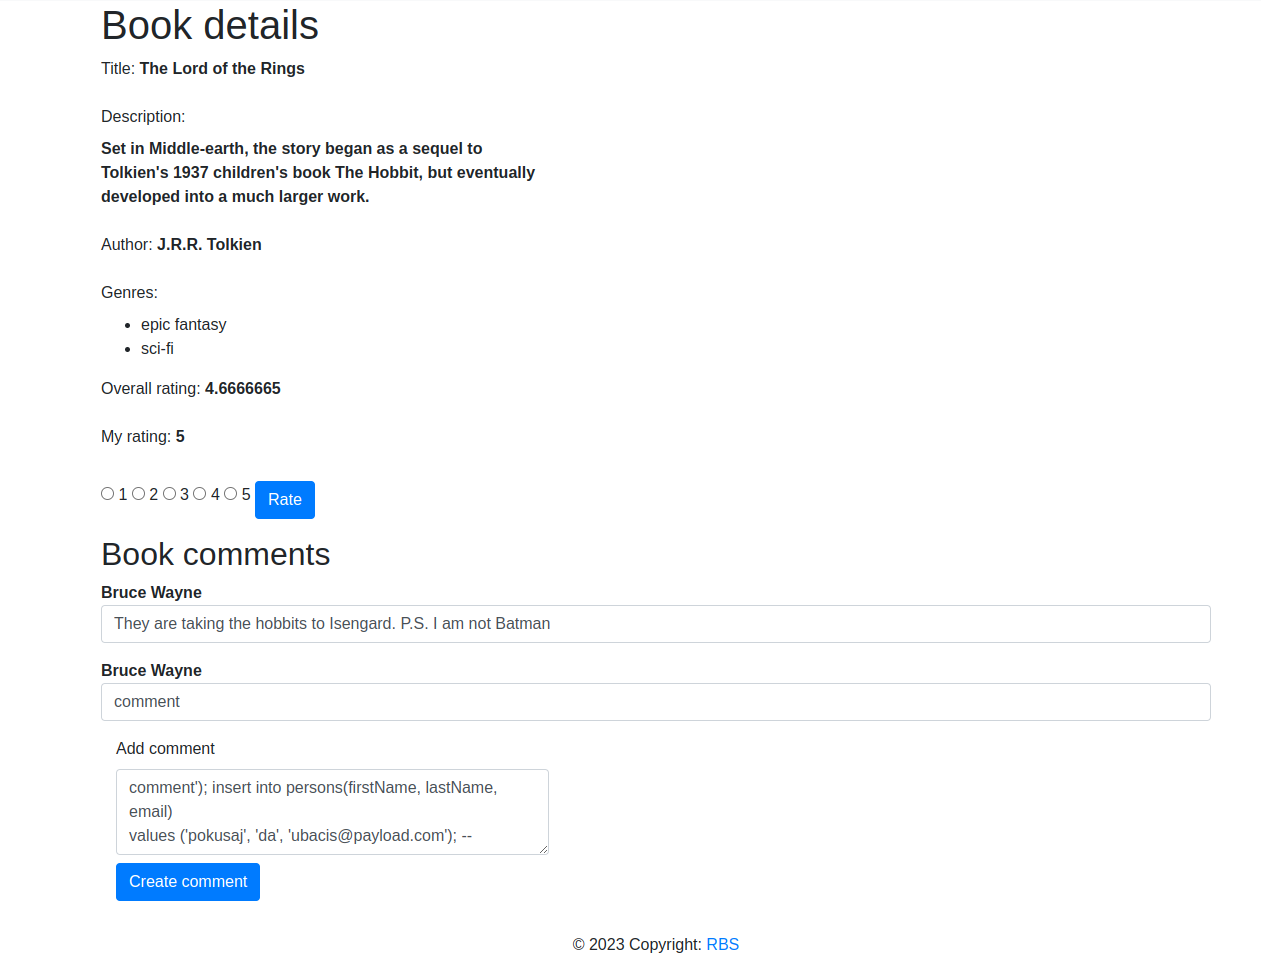 Book details
Title: The Lord of the Rings
Description:
Set in Middle-earth, the story began as a sequel to
Tolkien's 1937 children's book The Hobbit, but eventually
developed into a much larger work.
Author: J.R.R. Tolkien
Genres:
epic fantasy
sci-fi
Overall rating: 4.6666665
My rating: 5
1 2 3 4 5 Rate
Book comments
Bruce Wayne
They are taking the hobbits to Isengard. P.S. I am not Batman
Bruce Wayne
comment
Add comment
comment'); insert into persons(firstName, lastName,
email)
values ('pokusaj', 'da', 'ubacis@payload.com'); --
Create comment
© 2023 Copyright: RBS